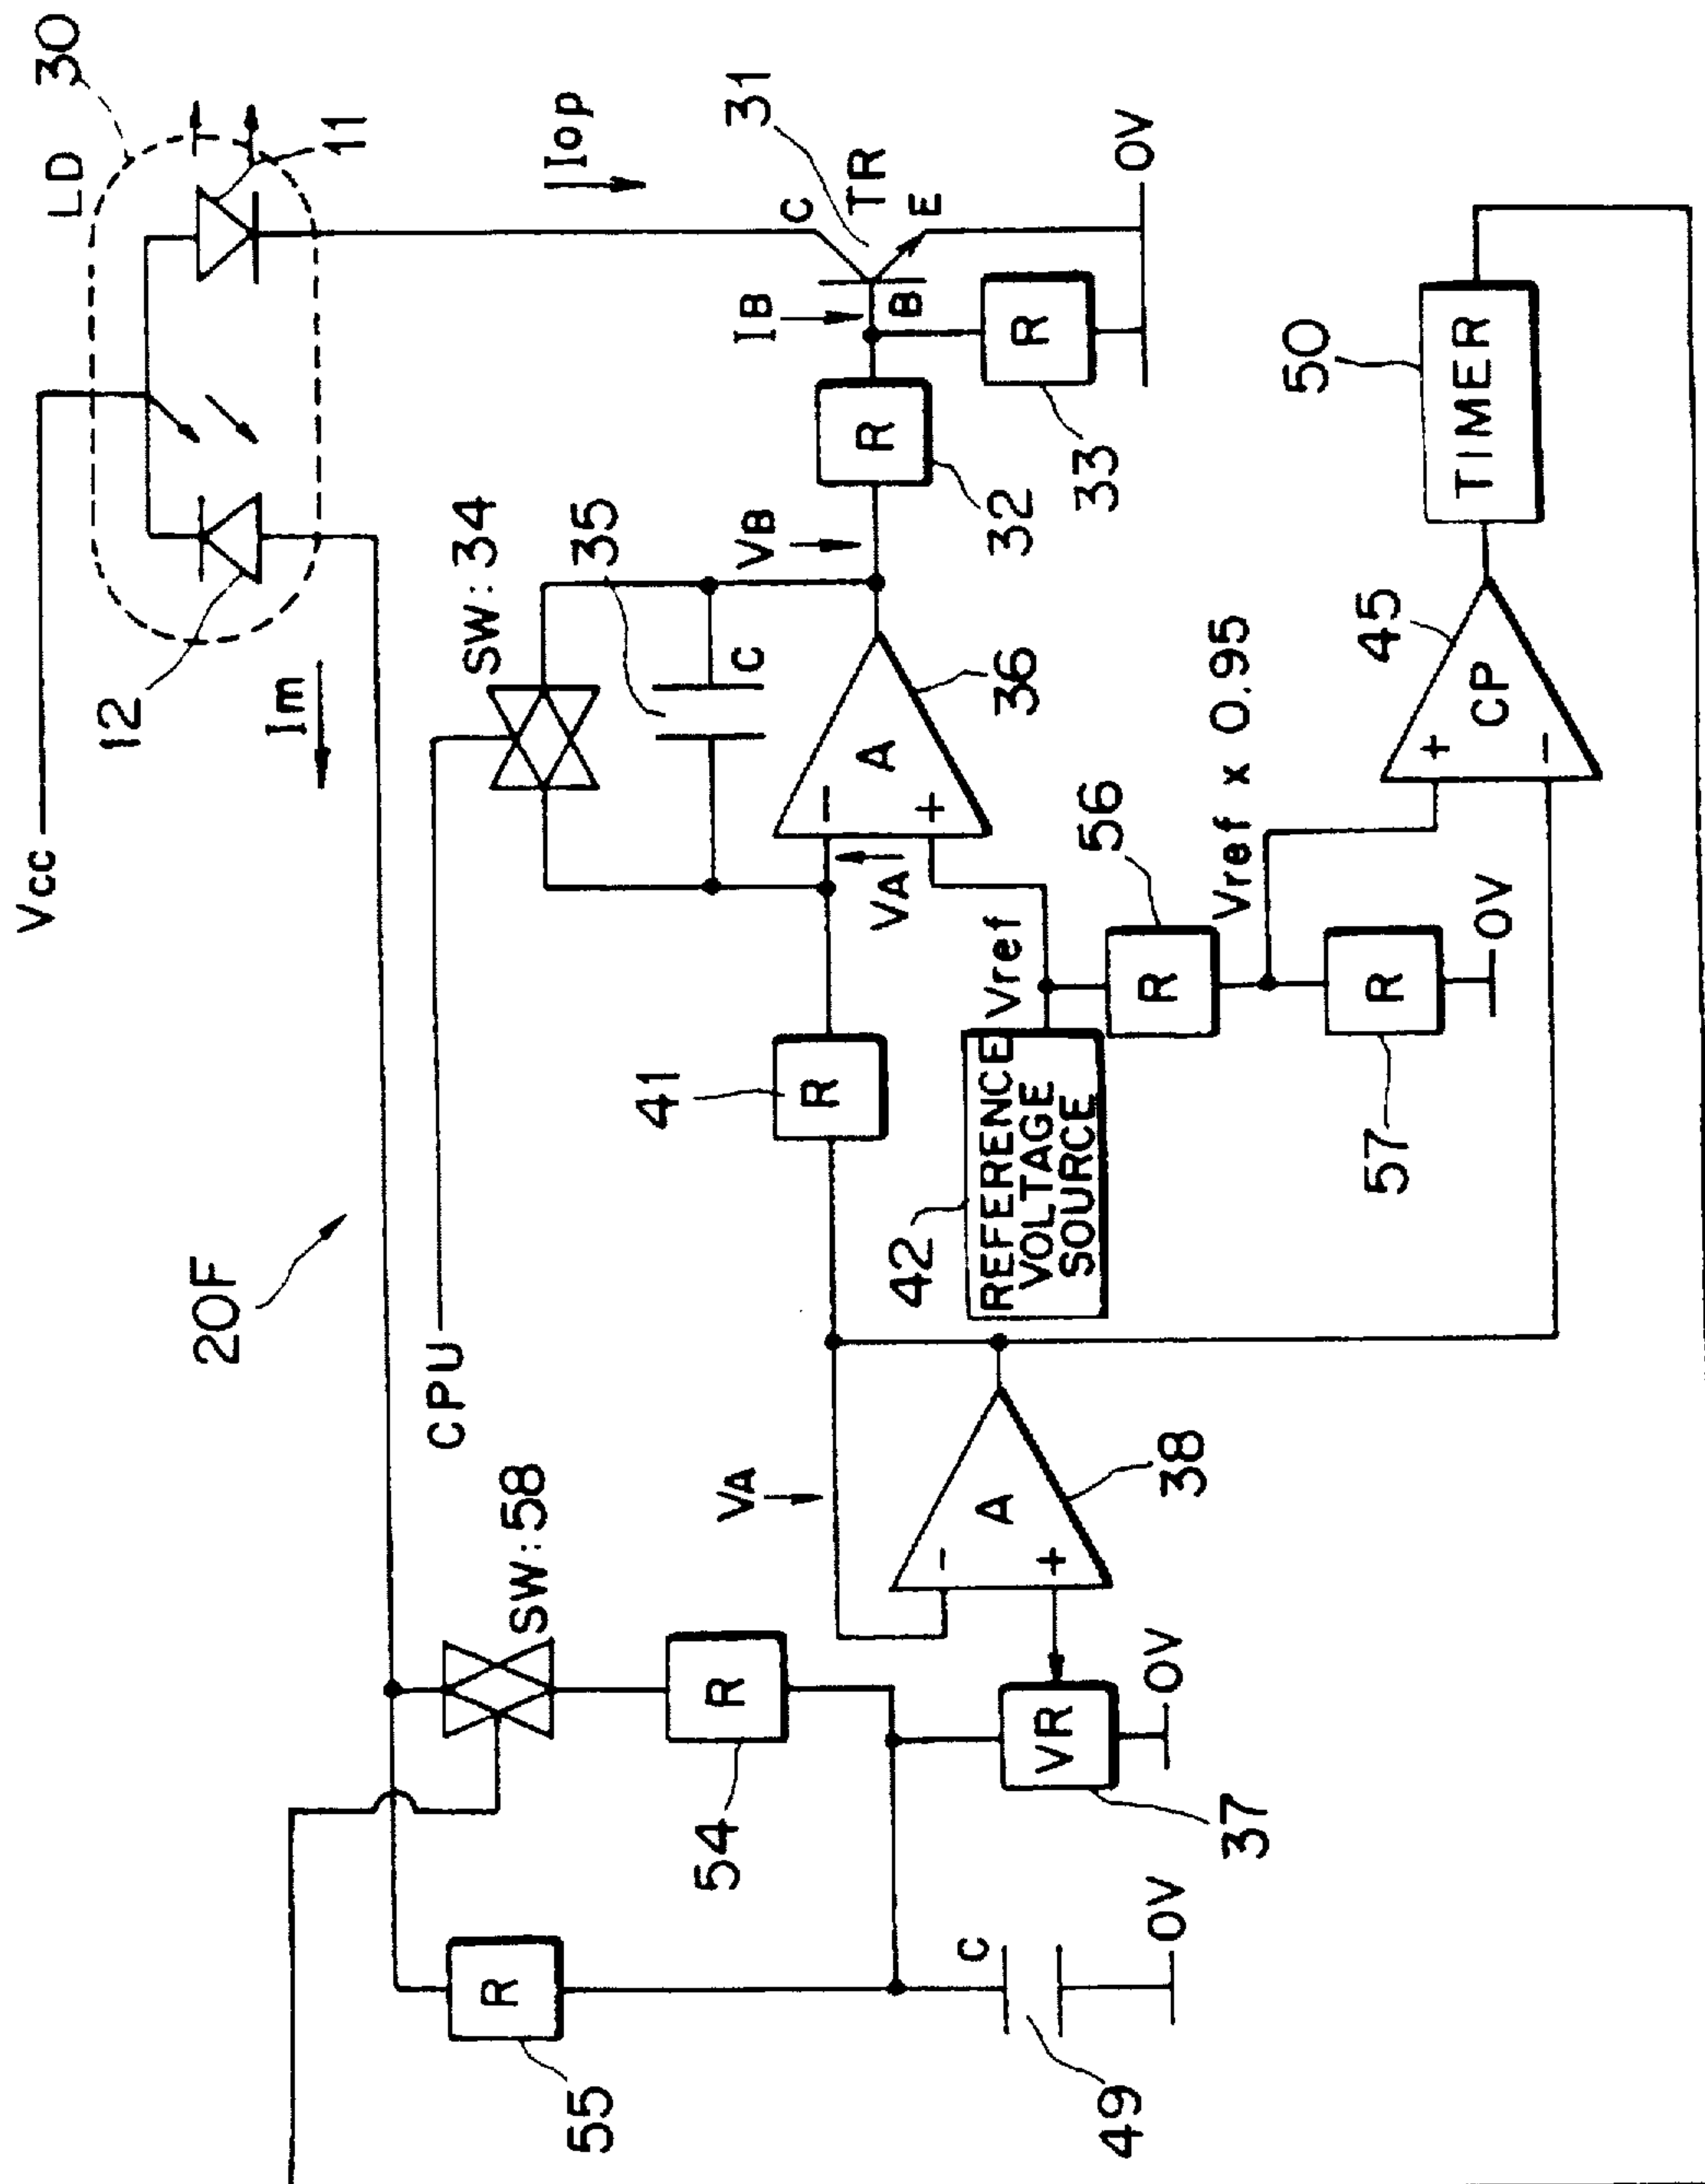 20F
Vcc
LD
30
12
11
Im
Iop
CPU
SW:34
35
C
SW:58
R
55
R
54
C
49
0V
VR
37
0V
VA
A
-
+
38
R
41
VA
A
-
+
36
VB
R
32
IB
B
C
TR
E
31
R
33
0V
42
REFERENCE
VOLTAGE
SOURCE
Vref
R
56
Vref x 0.95
R
57
0V
CP
+
-
45
TIMER
50